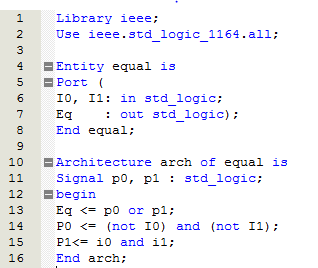 1 Library ieee;
2 Use ieee.std_logic_1164.all;
3
4 Entity equal is
5 Port (
6 I0, I1: in std_logic;
7 Eq    : out std_logic);
8 End equal;
9
10 Architecture arch of equal is
11 Signal p0, p1 : std_logic;
12 begin
13 Eq <= p0 or p1;
14 P0 <= (not I0) and (not I1);
15 P1<= i0 and i1;
16 End arch;